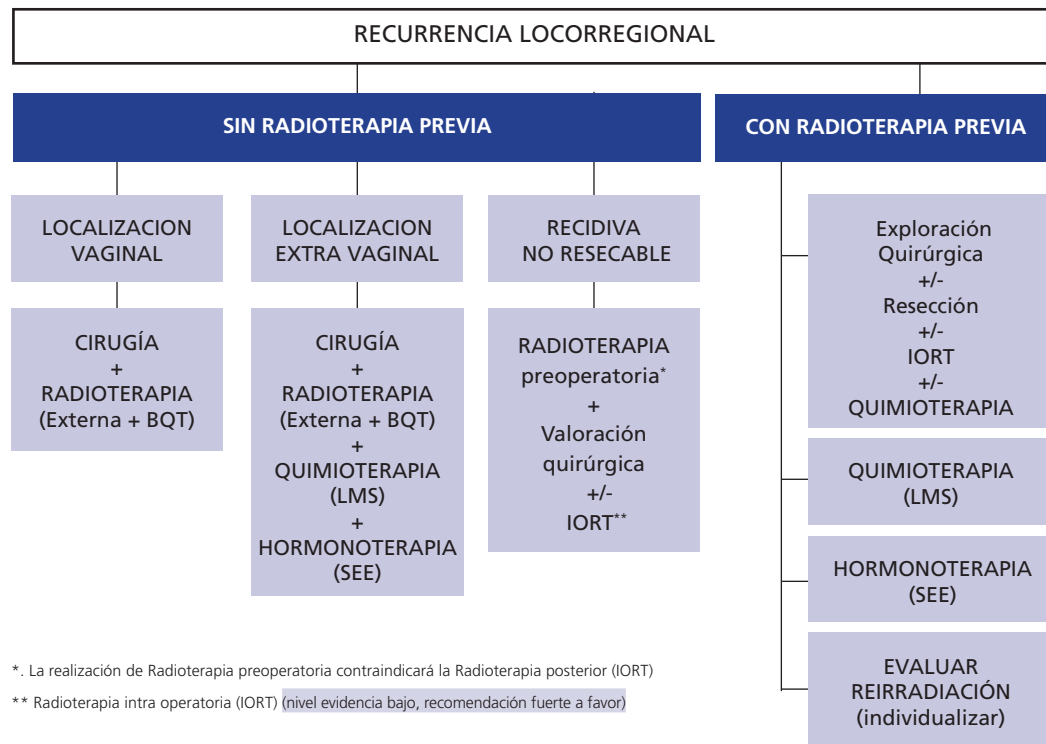 RECURRENCIA LOCORREGIONAL
SIN RADIOTERAPIA PREVIA
CON RADIOTERAPIA PREVIA
LOCALIZACION
VAGINAL
LOCALIZACION
EXTRA VAGINAL
RECIDIVA
NO RESECABLE
CIRUGÍA
+
RADIOTERAPIA
(Externa + BQT)
CIRUGÍA
+
RADIOTERAPIA
(Externa + BQT)
+
QUIMIOTERAPIA
(LMS)
+
HORMONOTERAPIA
(SEE)
RADIOTERAPIA
preoperatoria*
+
Valoración
quirúrgica
+/-
IORT**
Exploración
Quirúrgica
+/-
Resección
+/-
IORT
+/-
QUIMIOTERAPIA
QUIMIOTERAPIA
(LMS)
HORMONOTERAPIA
(SEE)
EVALUAR
REIRRADIACIÓN
(individualizar)
*. La realización de Radioterapia preoperatoria contraindicará la Radioterapia posterior (IORT)
** Radioterapia intra operatoria (IORT) (nivel evidencia bajo, recomendación fuerte a favor)